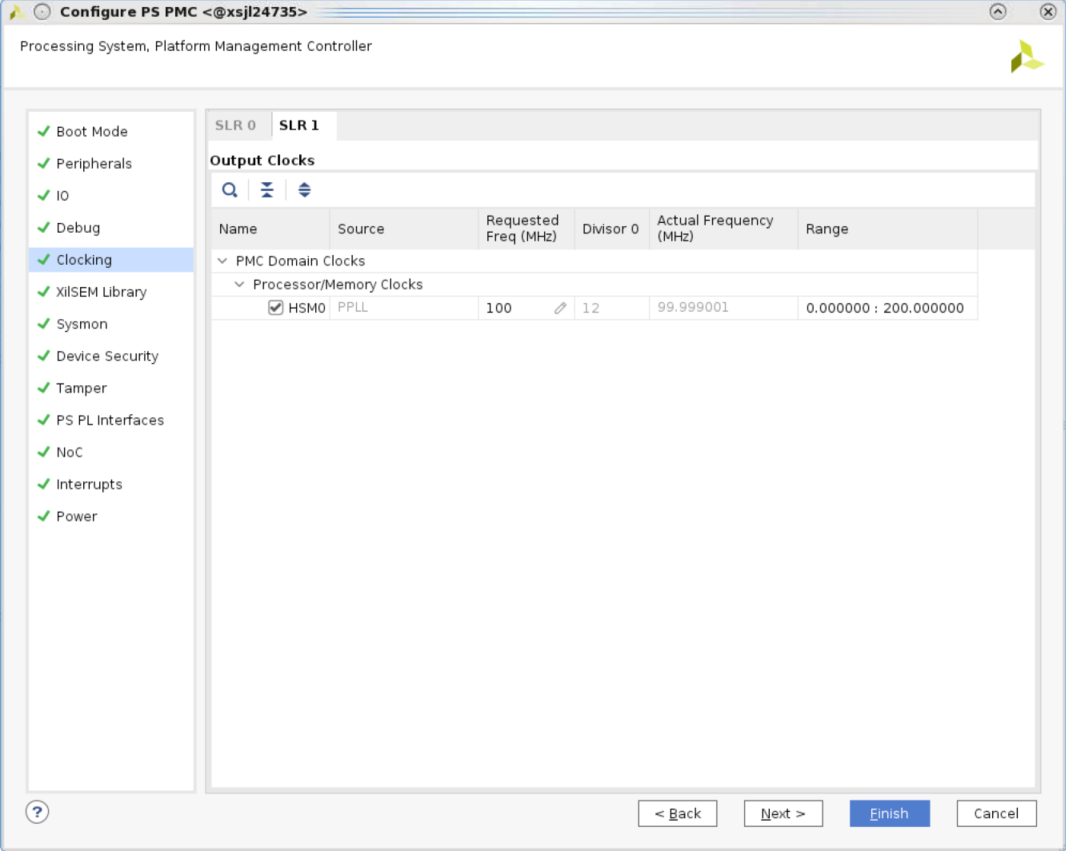 Configure PS PMC <@xsjl24735>
Processing System, Platform Management Controller
Boot Mode
Peripherals
IO
Debug
Clocking
XilSEM Library
Sysmon
Device Security
Tamper
PS PL Interfaces
NoC
Interrupts
Power
SLR 0 SLR 1
Output Clocks
Name Source Requested Freq (MHz) Divisor 0 Actual Frequency (MHz) Range
PMC Domain Clocks
Processor/Memory Clocks
HSM0 PPLL 100 12 99.999001 0.000000 : 200.000000
? < Back Next > Finish Cancel